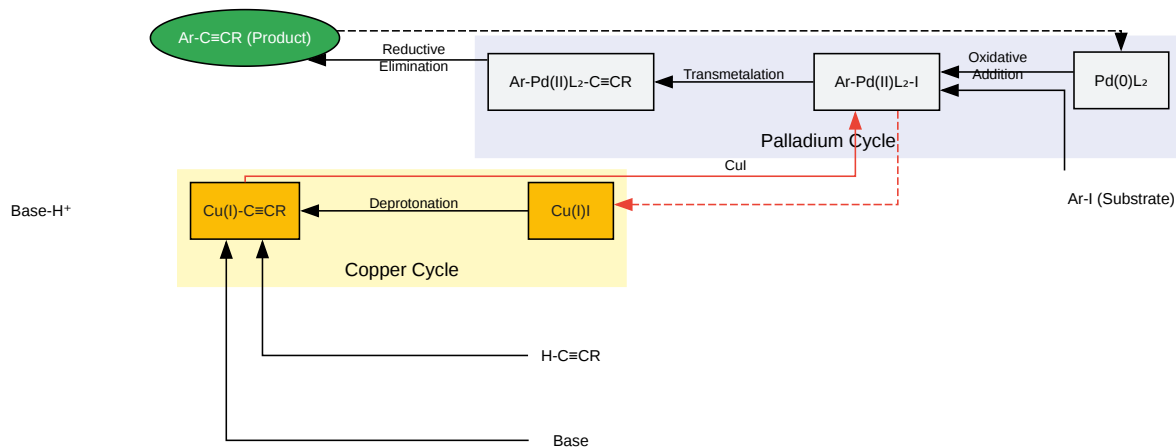 Ar-C≡CR (Product)
Reductive
Elimination
Ar-Pd(II)L₂-C≡CR
Transmetalation
Ar-Pd(II)L₂-I
Oxidative
Addition
Pd(0)L₂
Palladium Cycle
CuI
Ar-I (Substrate)
Base-H⁺
Cu(I)-C≡CR
Deprotonation
Cu(I)I
Copper Cycle
H-C≡CR
Base